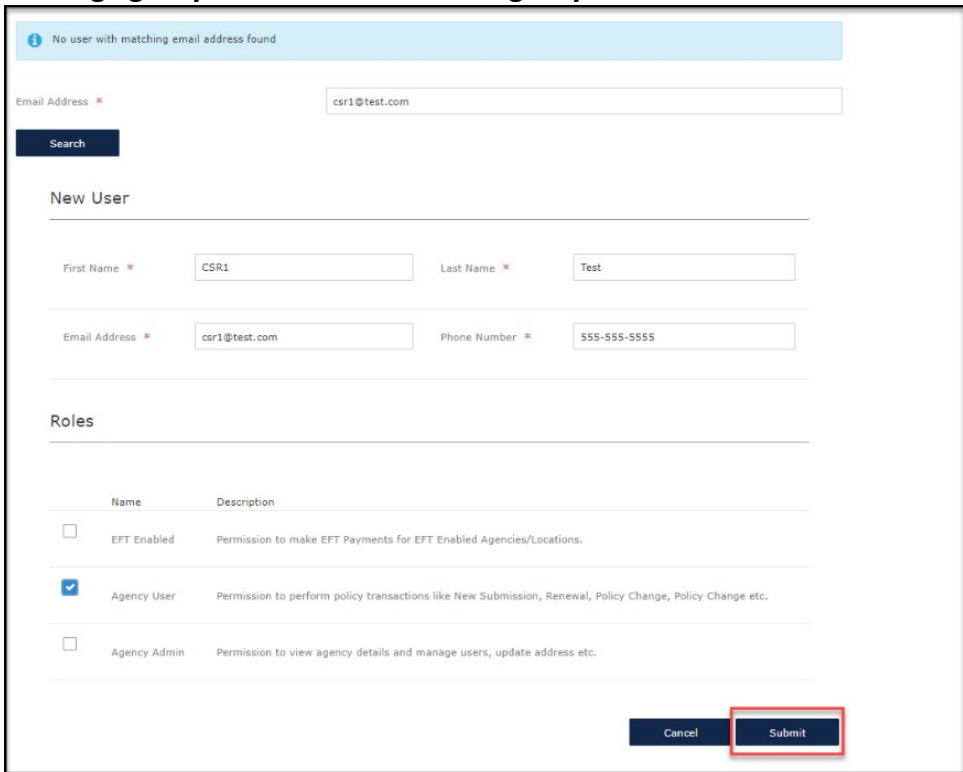 No user with matching email address found
Email Address *
csr1@test.com
Search
New User
First Name *
CSR1
Last Name *
Test
Email Address *
csr1@test.com
Phone Number *
555-555-5555
Roles
Name Description
EFT Enabled Permission to make EFT Payments for EFT Enabled Agencies/Locations.
Agency User Permission to perform policy transactions like New Submission, Renewal, Policy Change, Policy Change etc.
Agency Admin Permission to view agency details and manage users, update address etc.
Cancel Submit